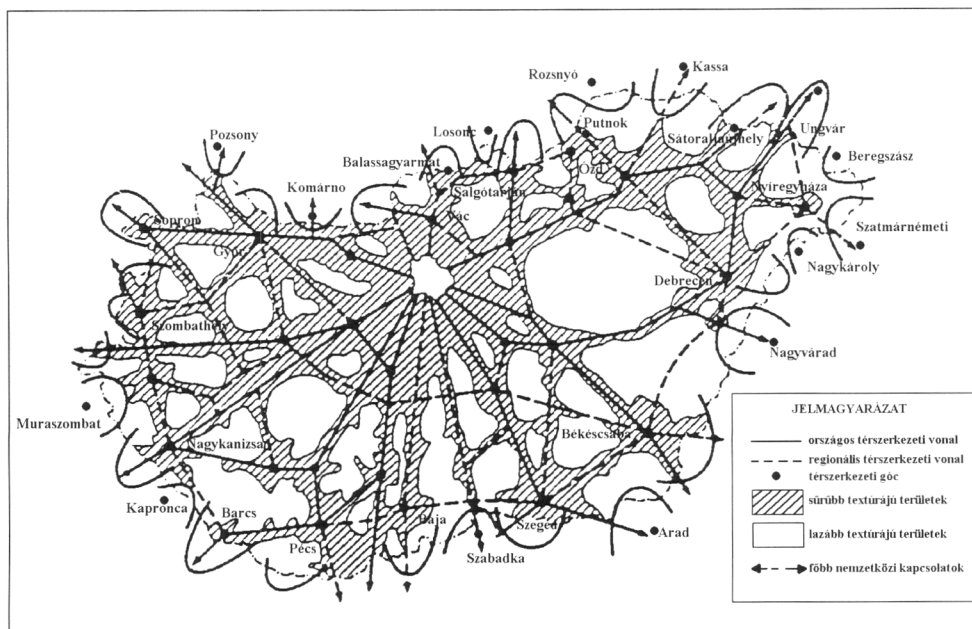 Rozsnyó
Kassa
Pozsony
Losonc
Putnok
Sátoraljaújhely
Ungvár
Balassagyarmat
Ózd
Beregszász
Komárno
Salgótarján
Nyíregyháza
Vác
Sopron
Szatmárnémeti
Győr
Nagykároly
Debrecen
Szombathely
Nagyvárad
Muraszombat
Nagykanizsa
Békéscsaba
Kapronca
Barcs
Baja
Szeged
Arad
Pécs
Szabadka
JELMAGYARÁZAT
országos térszerkezeti vonal
regionális térszerkezeti vonal
térszerkezeti góc
sűrűbb textúrájú területek
lazább textúrájú területek
főbb nemzetközi kapcsolatok